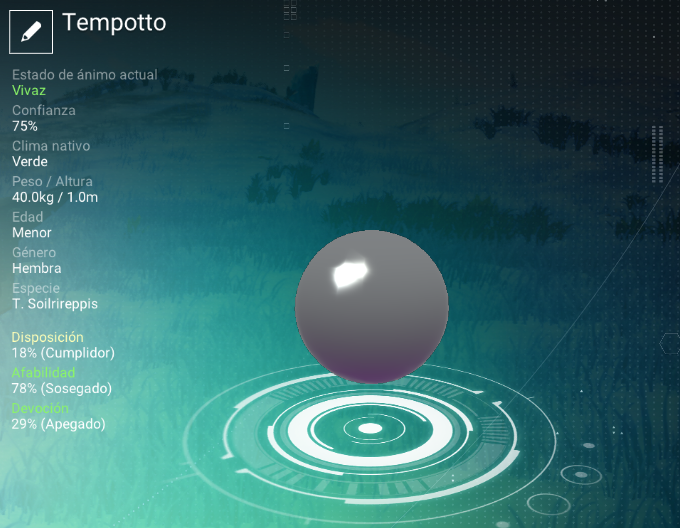 Tempotto
Estado de ánimo actual
Vivaz
Confianza
75%
Clima nativo
Verde
Peso / Altura
40.0kg / 1.0m
Edad
Menor
Género
Hembra
Especie
T. Soilrireppis
Disposición
18% (Cumplidor)
Afabilidad
78% (Sosegado)
Devoción
29% (Apegado)